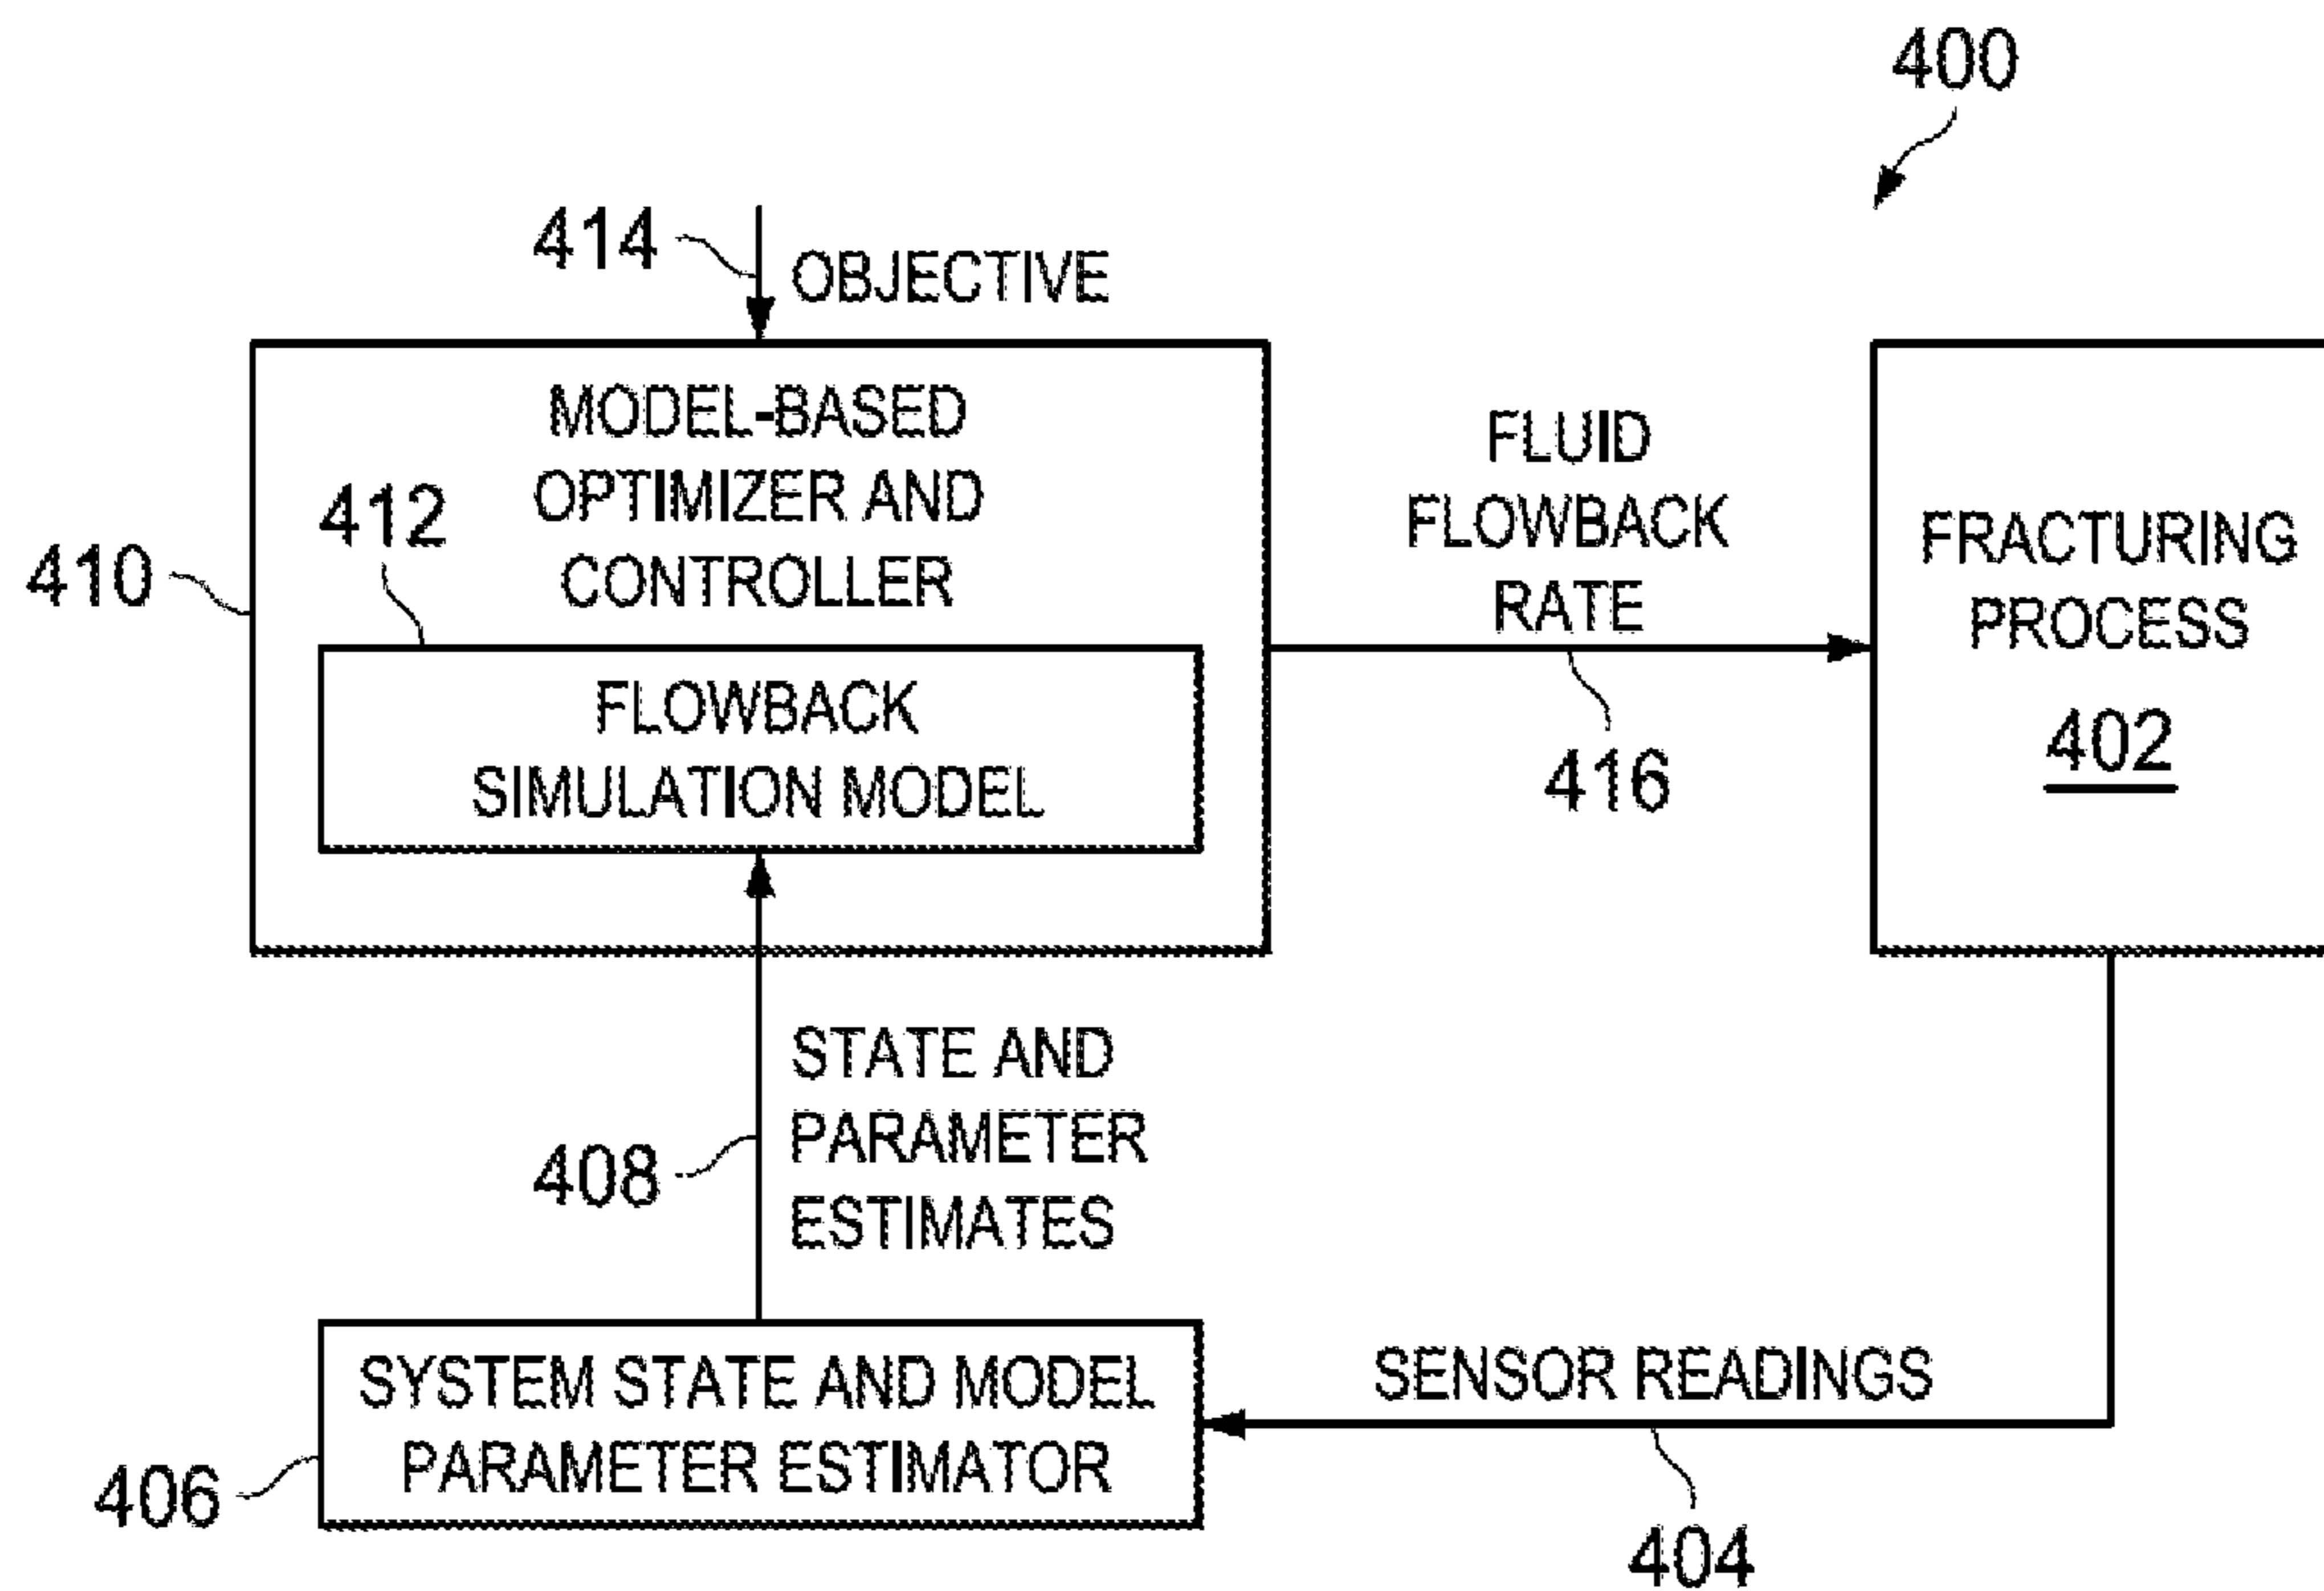 400
414
OBJECTIVE
MODEL-BASED
OPTIMIZER AND
CONTROLLER
412
410
FLOWBACK
SIMULATION MODEL
FLUID
FLOWBACK
RATE
416
FRACTURING
PROCESS
402
STATE AND
PARAMETER
ESTIMATES
408
SYSTEM STATE AND MODEL
PARAMETER ESTIMATOR
406
SENSOR READINGS
404